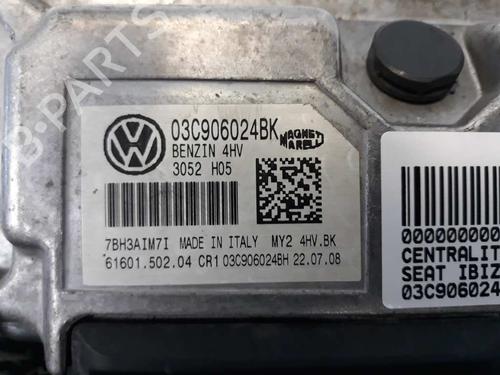 03C906024BK
MAGNETI
MARELLI
BENZIN 4HV
3052 H05
7BH3AIM7I MADE IN ITALY MY2 4HV.BK
61601.502.04 CR1 03C906024BH 22.07.08
000000000
CENTRALIT
SEAT IBIZ
03C906024
B-PARTS